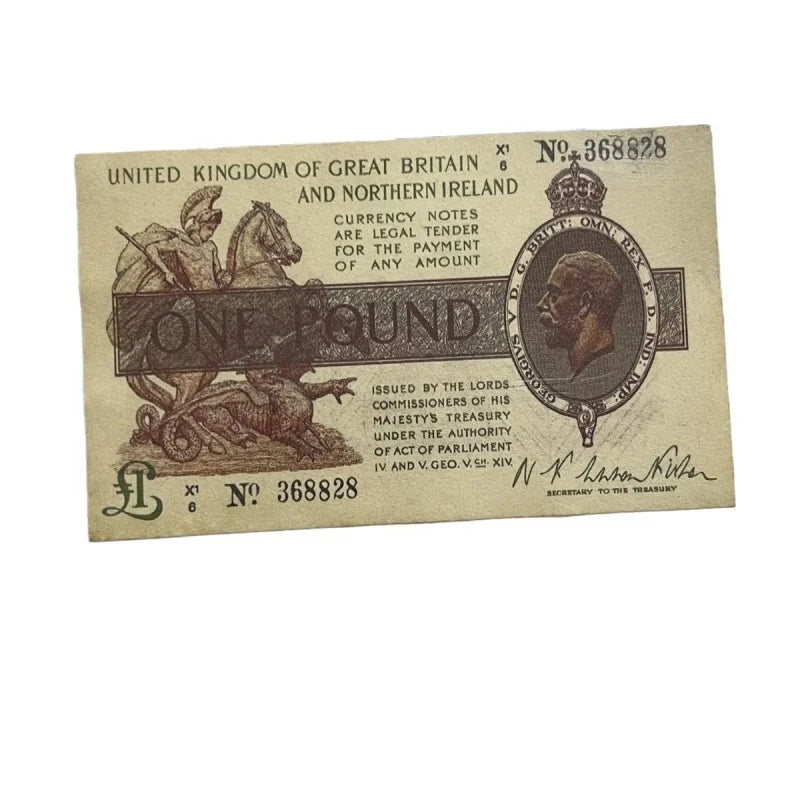 UNITED KINGDOM OF GREAT BRITAIN
AND NORTHERN IRELAND
X1
6
Nº 368828
CURRENCY NOTES
ARE LEGAL TENDER
FOR THE PAYMENT
OF ANY AMOUNT
ONE POUND
GEORGIVS V D. G. BRITT: OMN: REX F. D. IND: IMP:
ISSUED BY THE LORDS
COMMISSIONERS OF HIS
MAJESTY'S TREASURY
UNDER THE AUTHORITY
OF ACT OF PARLIAMENT
IV. AND V. GEO. V. CH. XIV.
£1
X1
6
Nº 368828
SECRETARY TO THE TREASURY